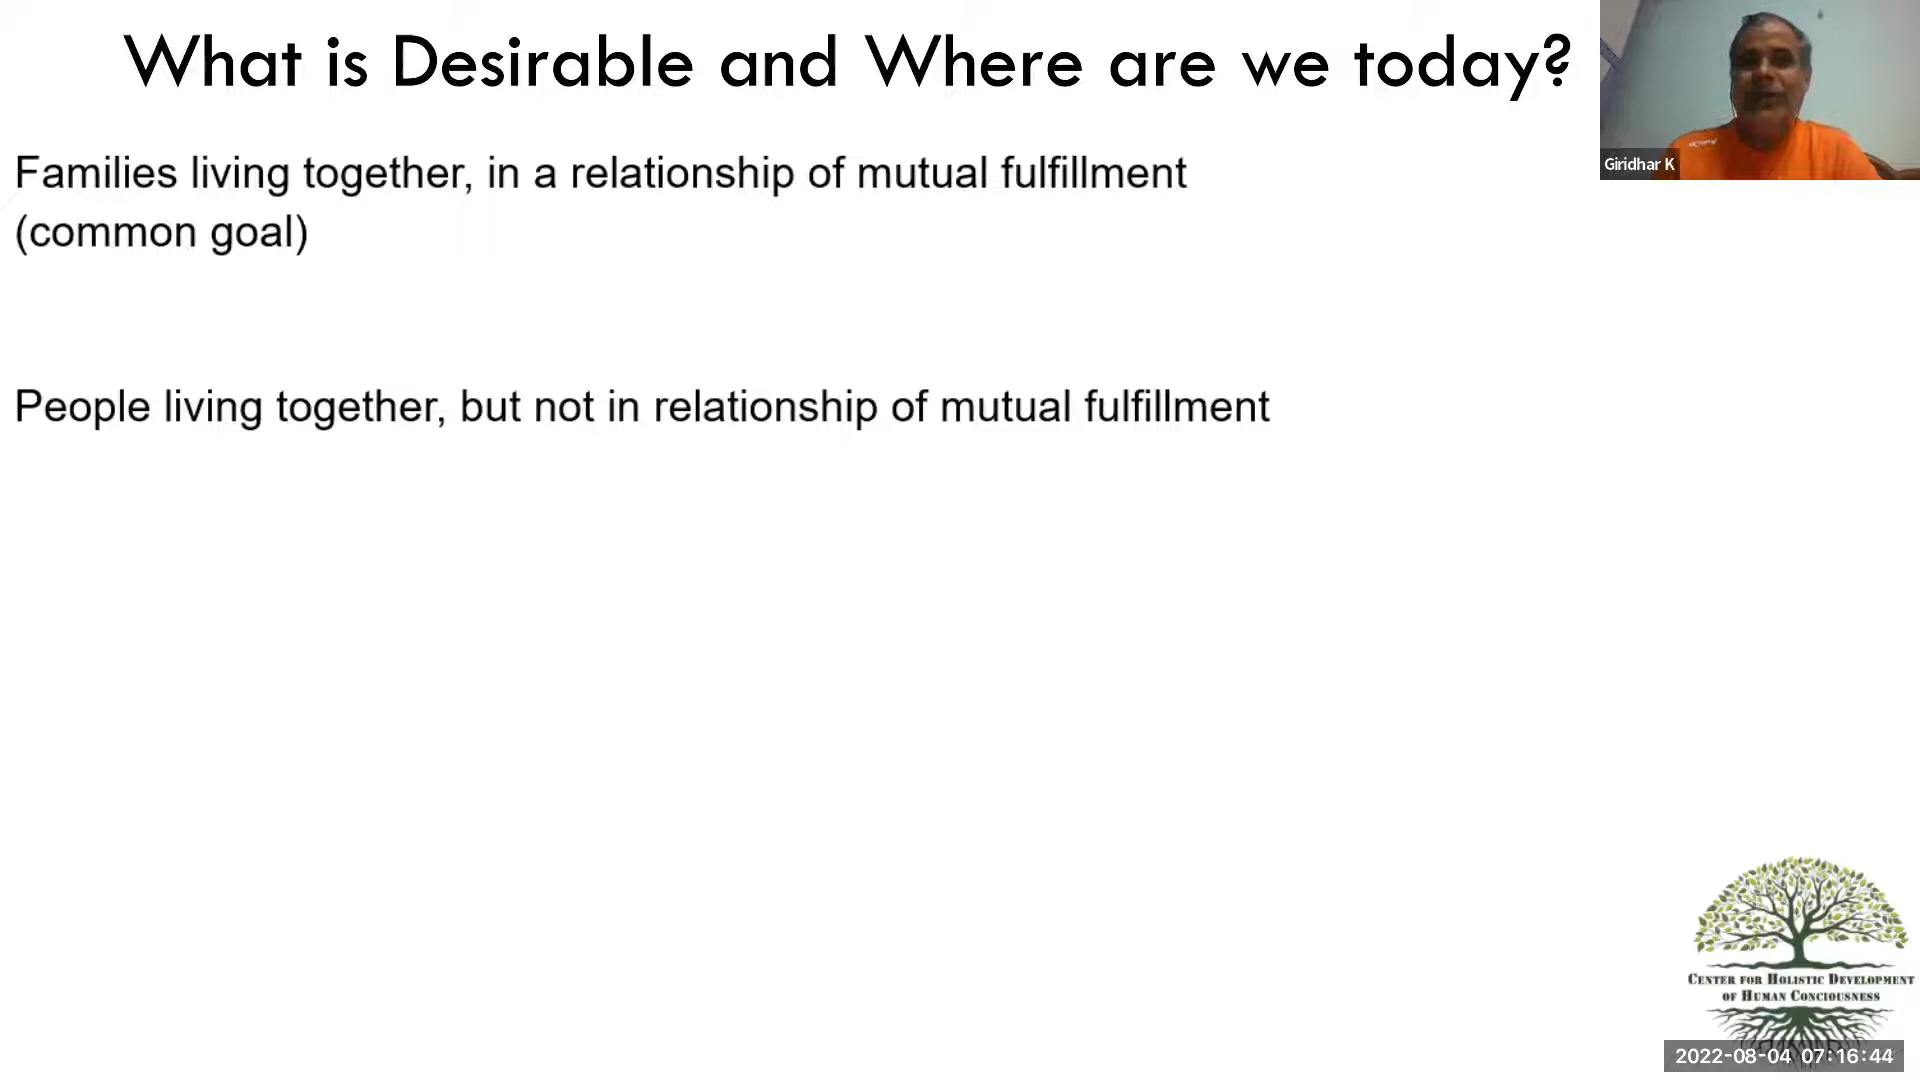 What is Desirable and Where are we today?
Giridhar K
Families living together, in a relationship of mutual fulfillment
(common goal)
People living together, but not in relationship of mutual fulfillment
CENTER FOR HOLISTIC DEVELOPMENT
OF HUMAN CONCIOUSNESS
2022-08-04 07:16:44